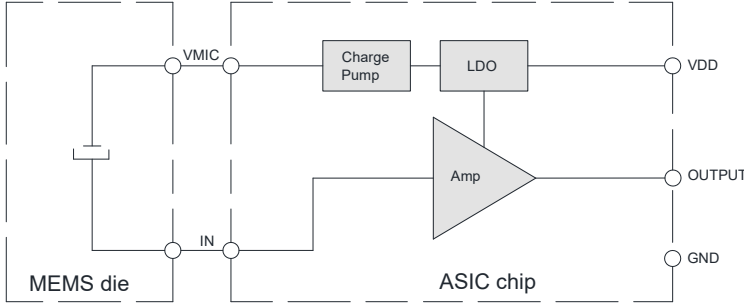 VMIC
Charge
Pump
LDO
VDD
Amp
OUTPUT
IN
GND
MEMS die
ASIC chip